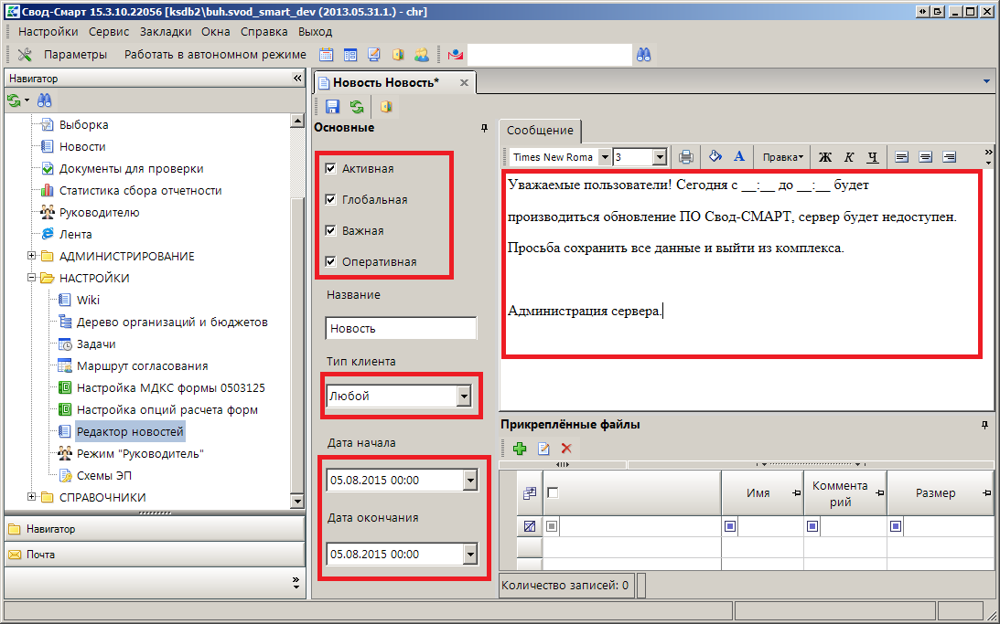 Свод-Смарт 15.3.10.22056 [ksdb2\buh.svod_smart_dev (2013.05.31.1.) - chr]
Настройки Сервис Закладки Окна Справка Выход
Параметры Работать в автономном режиме
Навигатор
Выборка
Новости
Документы для проверки
Статистика сбора отчетности
Руководителю
Лента
АДМИНИСТРИРОВАНИЕ
НАСТРОЙКИ
Wiki
Дерево организаций и бюджетов
Задачи
Маршрут согласования
Настройка МДКС формы 0503125
Настройка опций расчета форм
Редактор новостей
Режим "Руководитель"
Схемы ЭП
СПРАВОЧНИКИ
Навигатор
Почта
Новость Новость*
Основные
Активная
Глобальная
Важная
Оперативная
Название
Новость
Тип клиента
Любой
Дата начала
05.08.2015 00:00
Дата окончания
05.08.2015 00:00
Сообщение
Times New Roma 3 А Правка Ж К Ч
Уважаемые пользователи! Сегодня с __:__ до __:__ будет
производиться обновление ПО Свод-СМАРТ, сервер будет недоступен.
Просьба сохранить все данные и выйти из комплекса.
Администрация сервера.
Прикреплённые файлы
Имя
Коммента
рий
Размер
Количество записей: 0